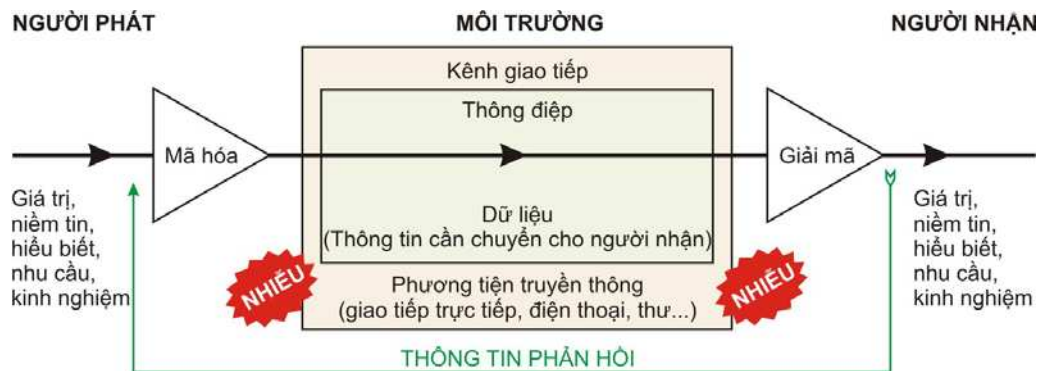 NGƯỜI PHÁT
MÔI TRƯỜNG
NGƯỜI NHẬN
Kênh giao tiếp
Thông điệp
Mã hóa
Giải mã
Giá trị,
niềm tin,
hiểu biết,
nhu cầu,
kinh nghiệm
Dữ liệu
(Thông tin cần chuyển cho người nhận)
NHIỄU
Phương tiện truyền thông
(giao tiếp trực tiếp, điện thoại, thư...)
NHIỄU
Giá trị,
niềm tin,
hiểu biết,
nhu cầu,
kinh nghiệm
THÔNG TIN PHẢN HỒI